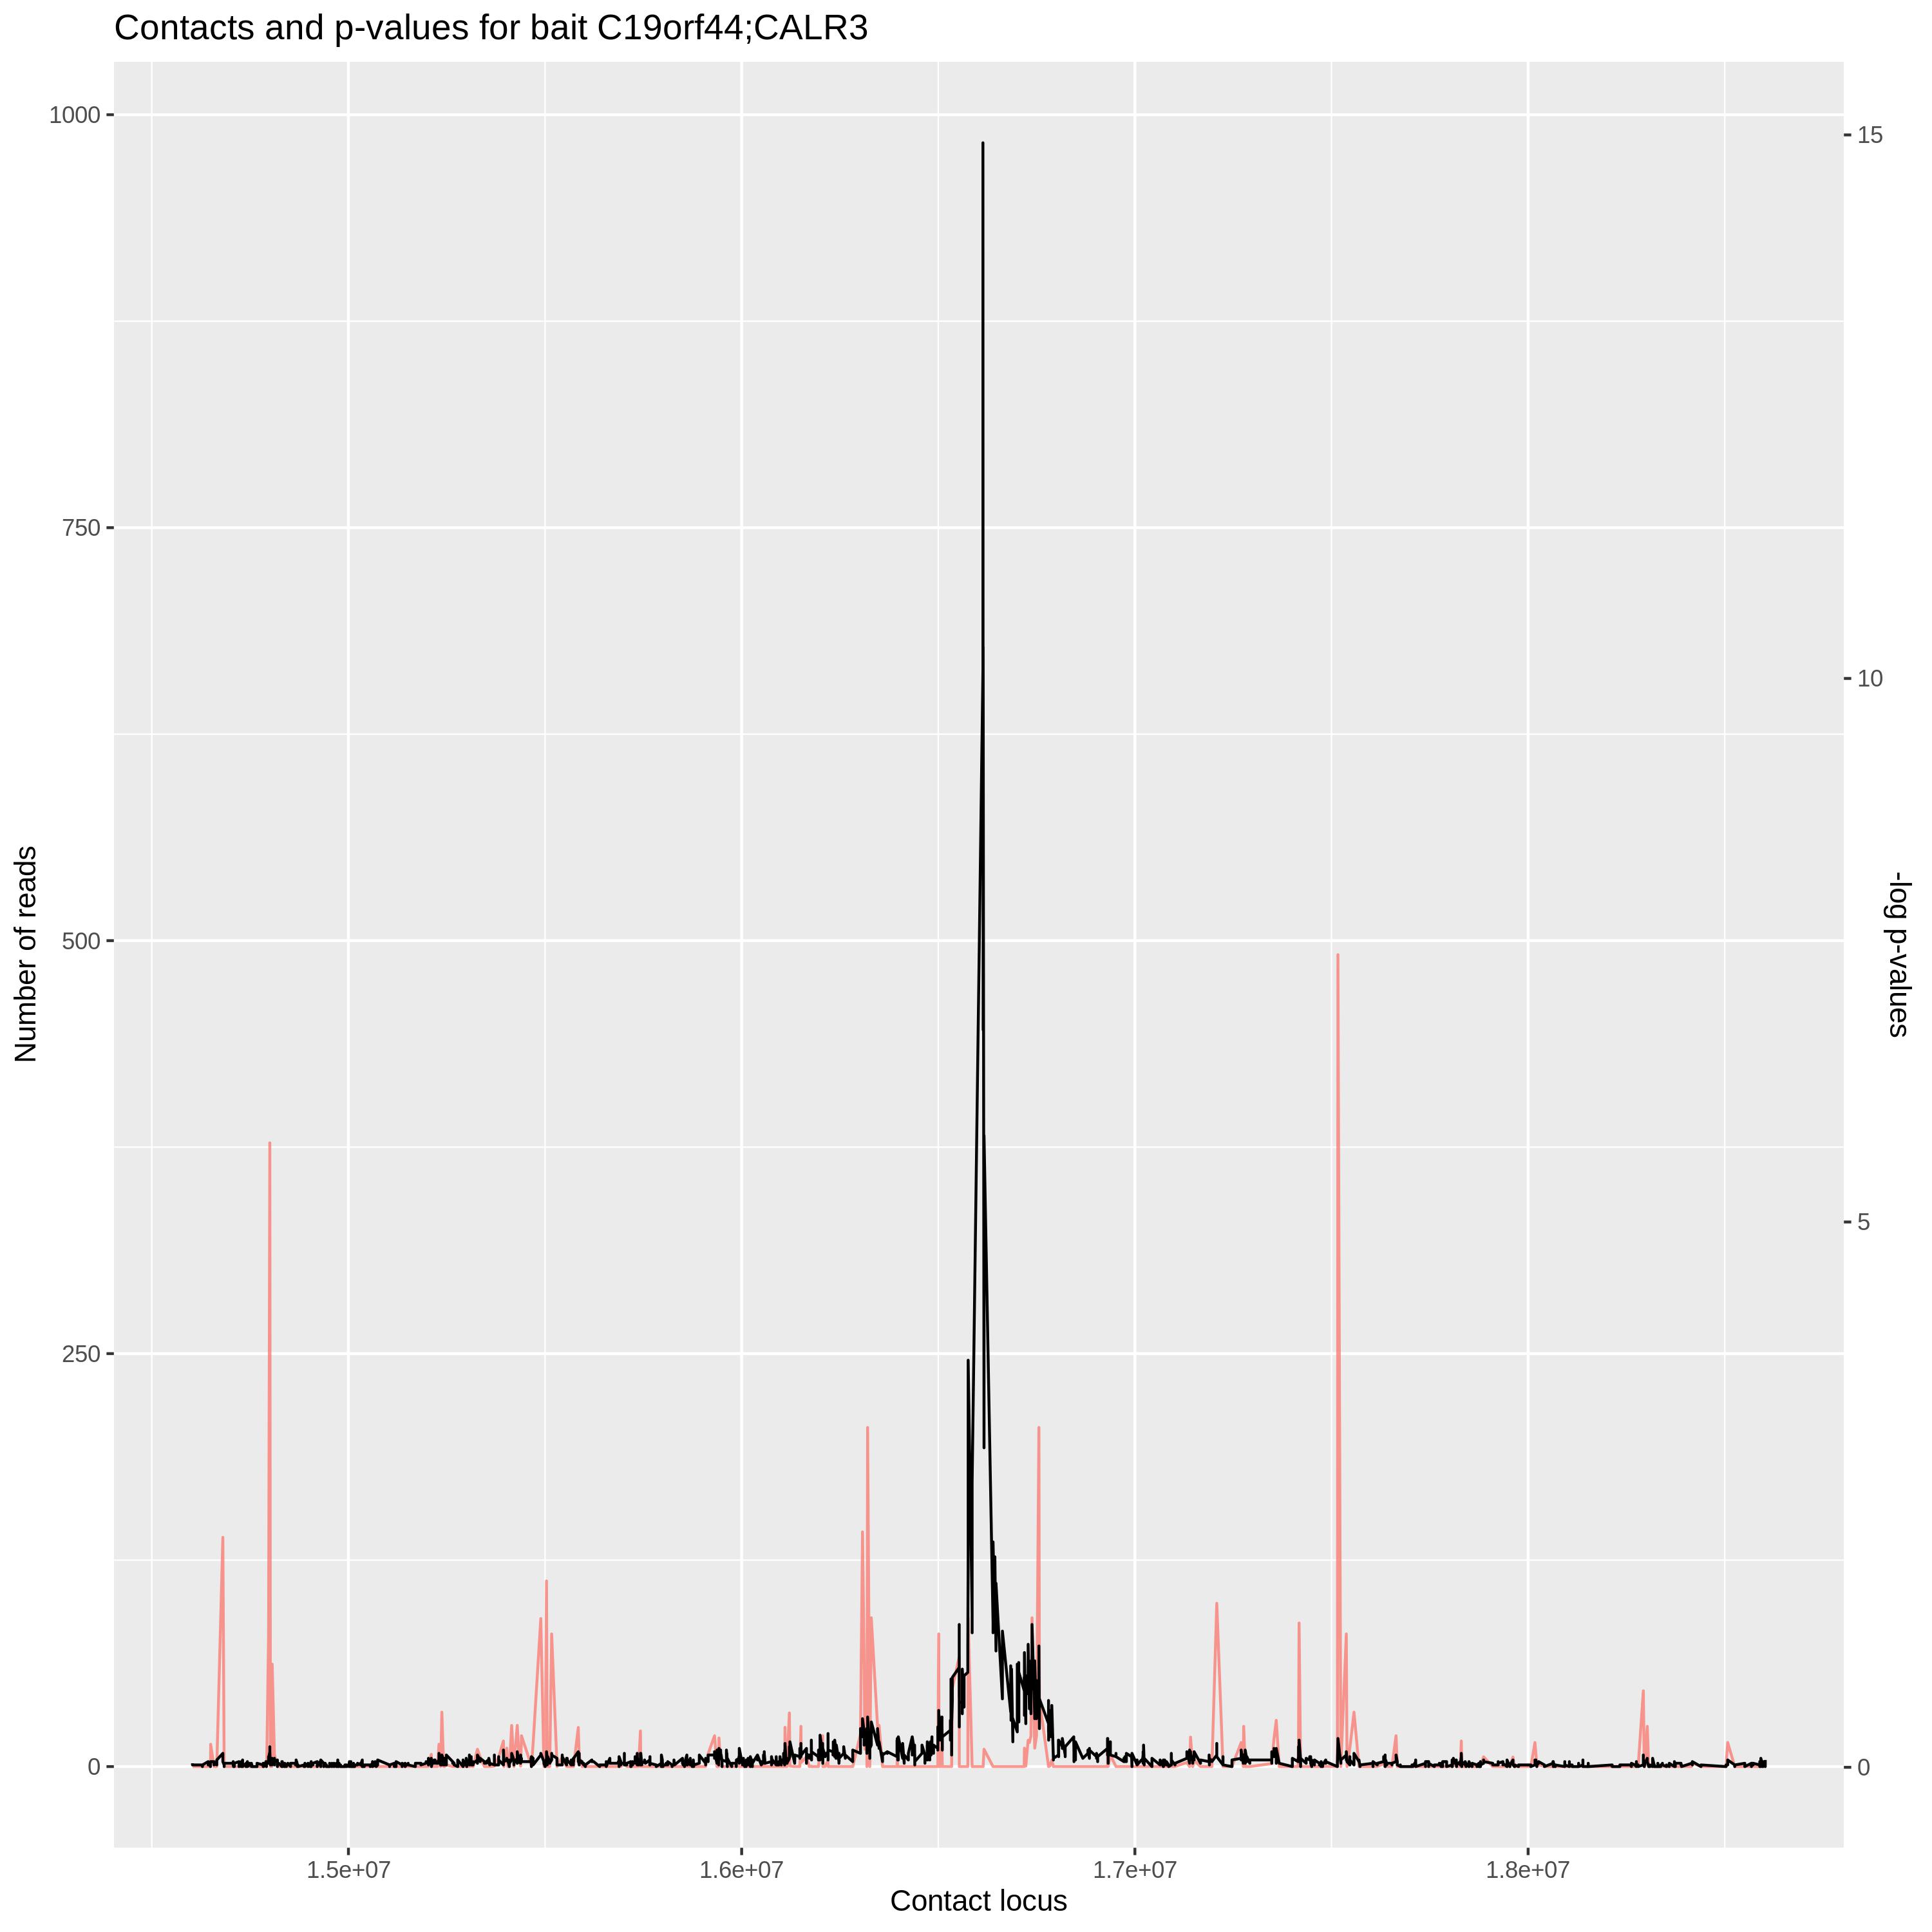 Contacts and p-values for bait C19orf44;CALR3
1000
750
500
250
0
Number of reads
15
10
5
0
-log p-values
1.5e+07
1.6e+07
1.7e+07
1.8e+07
Contact locus